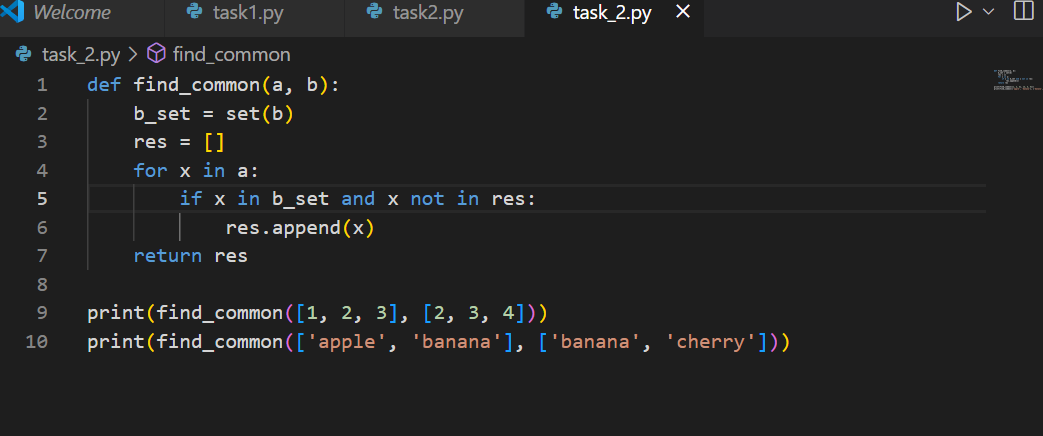 Welcome task1.py task2.py task_2.py
task_2.py > find_common
1 def find_common(a, b):
2     b_set = set(b)
3     res = []
4     for x in a:
5         if x in b_set and x not in res:
6             res.append(x)
7     return res
8
9 print(find_common([1, 2, 3], [2, 3, 4]))
10 print(find_common(['apple', 'banana'], ['banana', 'cherry']))